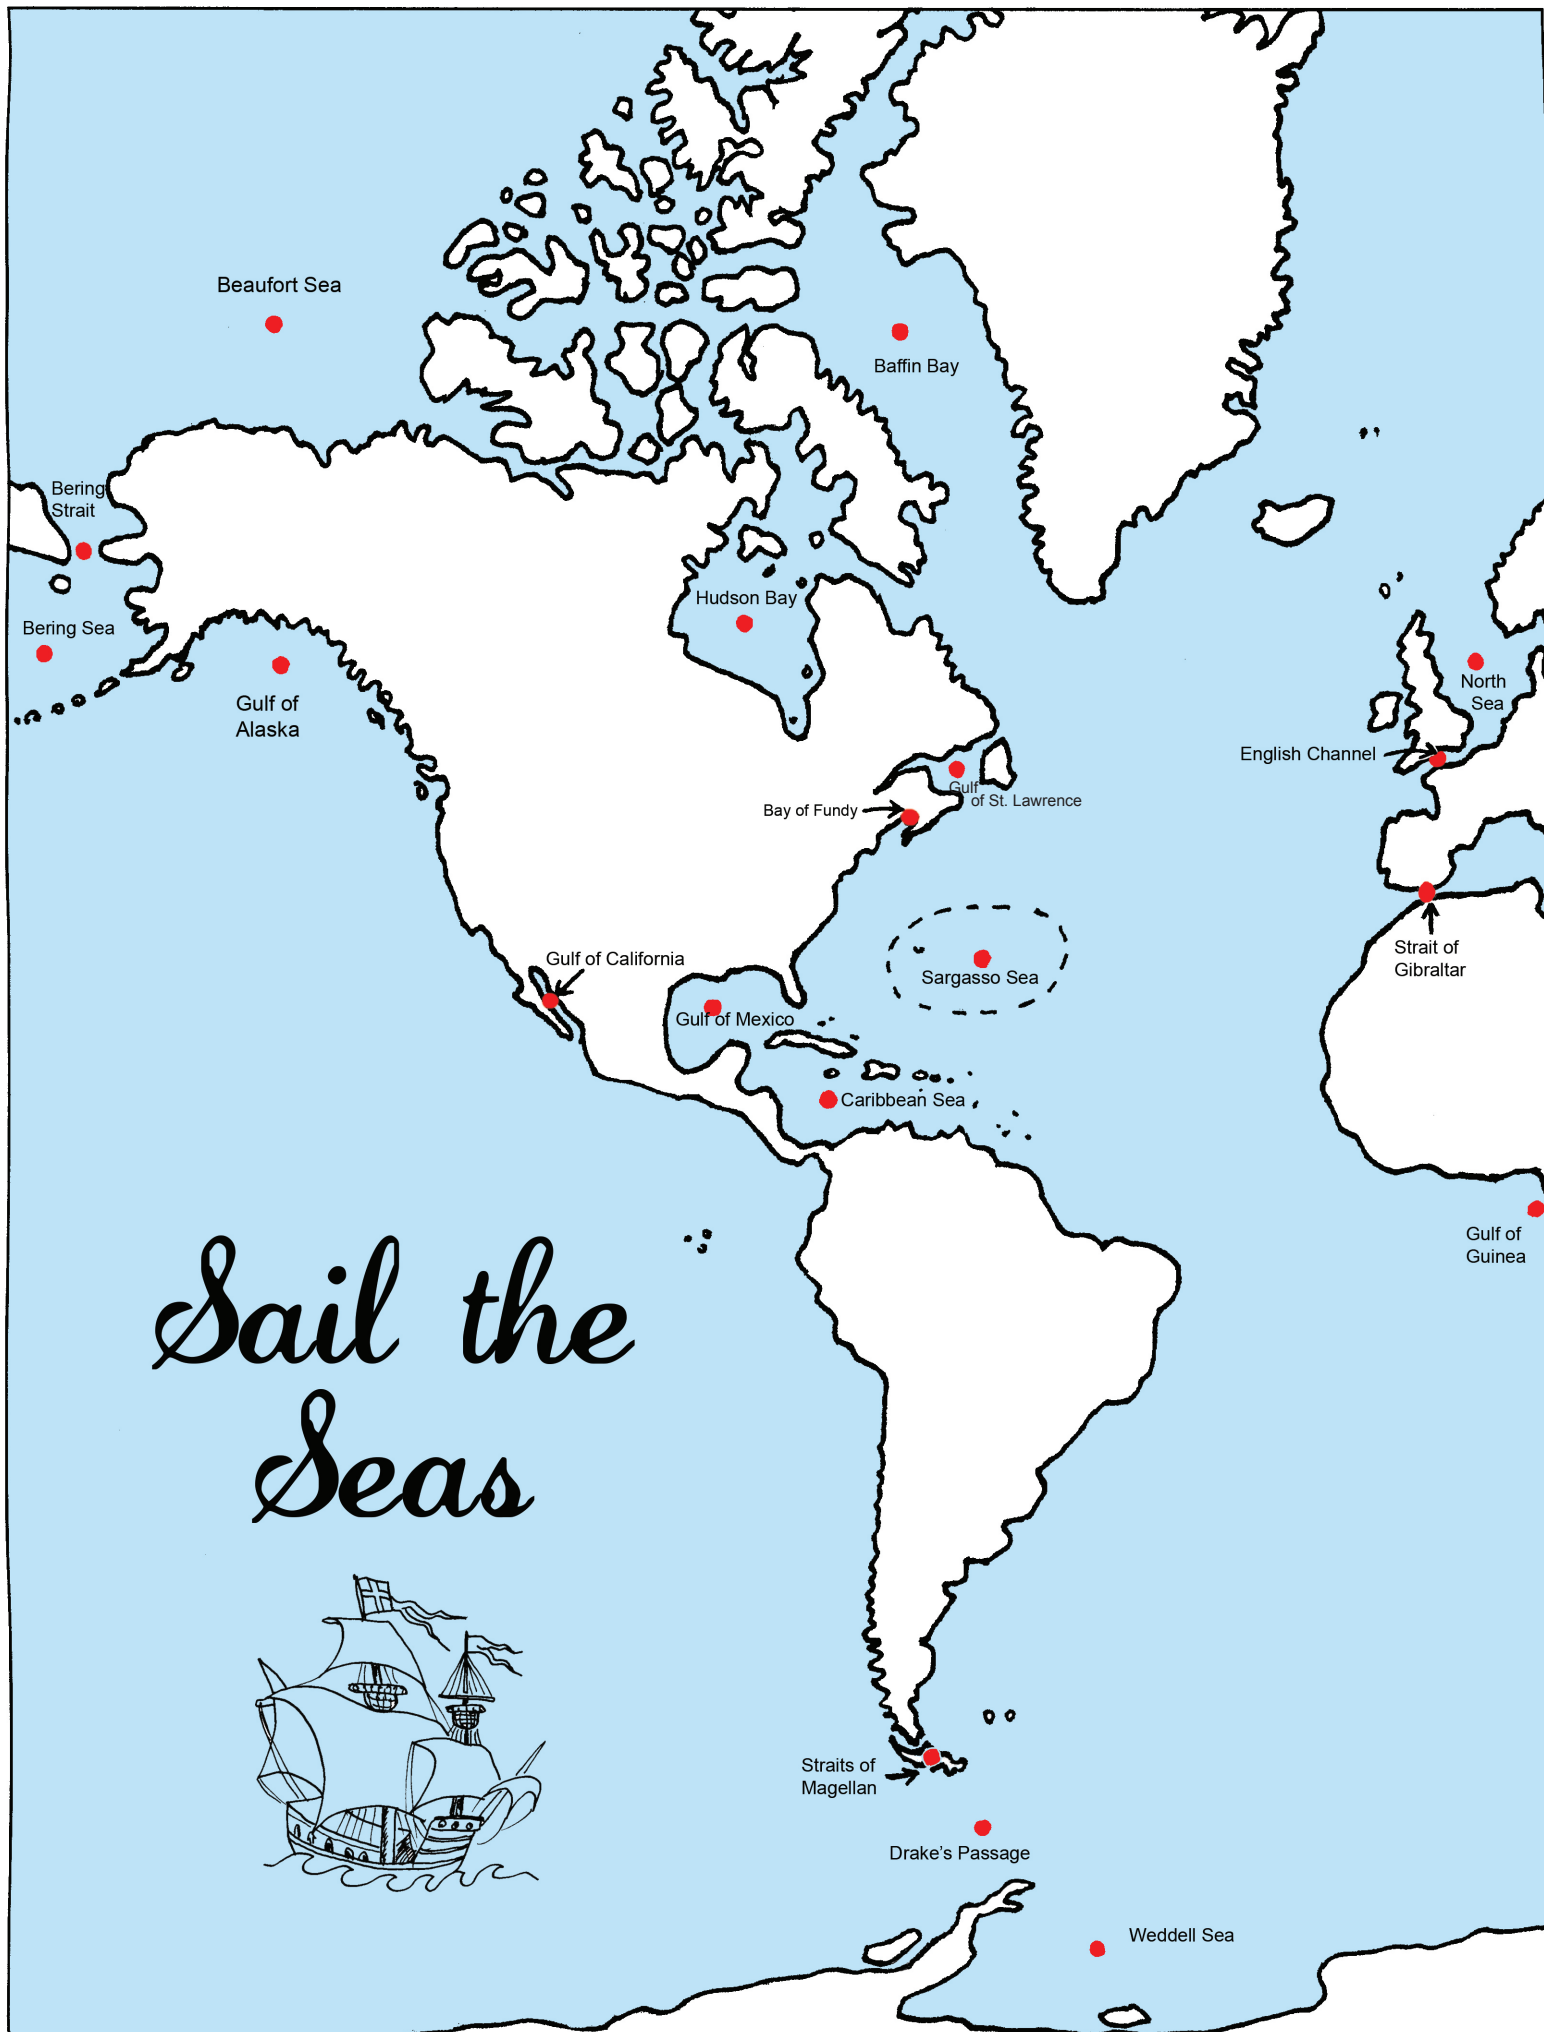 Beaufort Sea
Baffin Bay
Bering
Strait
Hudson Bay
Bering Sea
North
Sea
Gulf of
Alaska
English Channel
Gulf
of St. Lawrence
Bay of Fundy
Strait of
Gibraltar
Gulf of California
Sargasso Sea
Gulf of Mexico
Caribbean Sea
Gulf of
Guinea
Sail the
Seas
Straits of
Magellan
Drake's Passage
Weddell Sea